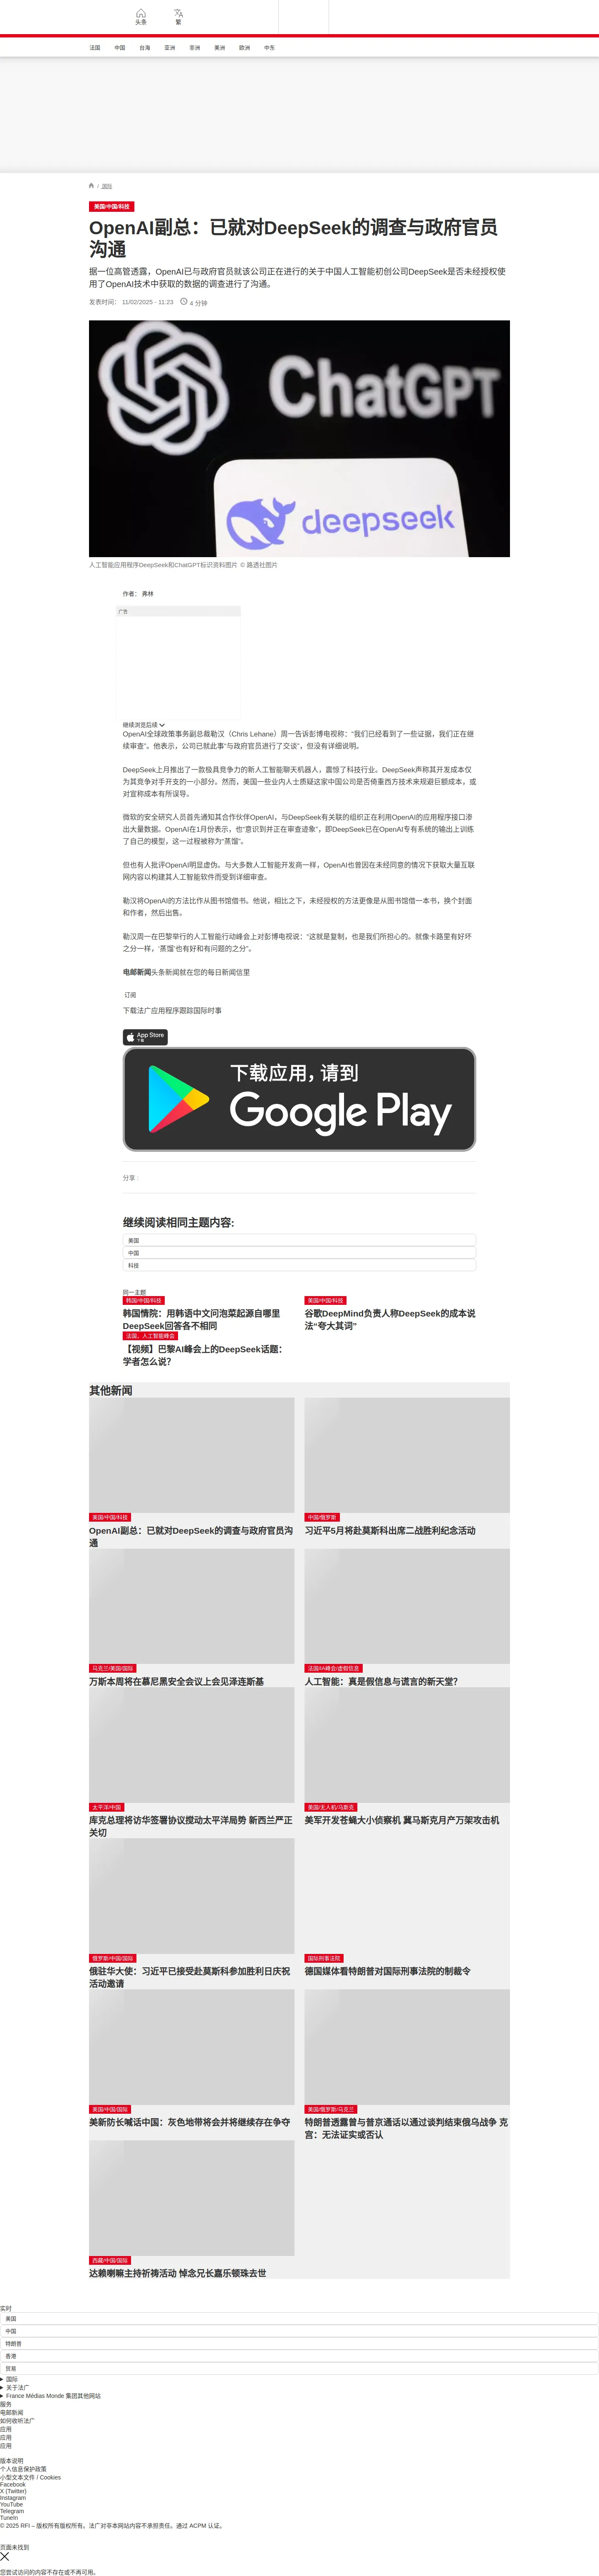 头条
繁
法国 中国 台海 亚洲 非洲 美洲 欧洲 中东
/ 国际
美国/中国/科技
OpenAI副总：已就对DeepSeek的调查与政府官员
沟通
据一位高管透露，OpenAI已与政府官员就该公司正在进行的关于中国人工智能初创公司DeepSeek是否未经授权使
用了OpenAI技术中获取的数据的调查进行了沟通。
发表时间： 11/02/2025 - 11:23 4 分钟
ChatGPT
deepseek
人工智能应用程序DeepSeek和ChatGPT标识资料图片 © 路透社图片
作者： 弗林
广告
继续浏览后续
OpenAI全球政策事务副总裁勒汉（Chris Lehane）周一告诉彭博电视称：“我们已经看到了一些证据，我们正在继
续审查”。他表示，公司已就此事“与政府官员进行了交谈”，但没有详细说明。
DeepSeek上月推出了一款极具竞争力的新人工智能聊天机器人，震惊了科技行业。DeepSeek声称其开发成本仅
为其竞争对手开支的一小部分。然而，美国一些业内人士质疑这家中国公司是否倚重西方技术来规避巨额成本，或
对宣称成本有所误导。
微软的安全研究人员首先通知其合作伙伴OpenAI，与DeepSeek有关联的组织正在利用OpenAI的应用程序接口渗
出大量数据。OpenAI在1月份表示，也“意识到并正在审查迹象”，即DeepSeek已在OpenAI专有系统的输出上训练
了自己的模型，这一过程被称为“蒸馏”。
但也有人批评OpenAI明显虚伪。与大多数人工智能开发商一样，OpenAI也曾因在未经同意的情况下获取大量互联
网内容以构建其人工智能软件而受到详细审查。
勒汉将OpenAI的方法比作从图书馆借书。他说，相比之下，未经授权的方法更像是从图书馆借一本书，换个封面
和作者，然后出售。
勒汉周一在巴黎举行的人工智能行动峰会上对彭博电视说：“这就是复制，也是我们所担心的。就像卡路里有好坏
之分一样，‘蒸馏’也有好和有问题的之分”。
电邮新闻头条新闻就在您的每日新闻信里
订阅
下载法广应用程序跟踪国际时事
App Store
下载
下载应用，请到
Google Play
分享 :
继续阅读相同主题内容:
美国
中国
科技
同一主题
韩国/中国/科技
韩国情院：用韩语中文问泡菜起源自哪里
DeepSeek回答各不相同
美国/中国/科技
谷歌DeepMind负责人称DeepSeek的成本说
法“夸大其词”
法国，人工智能峰会
【视频】巴黎AI峰会上的DeepSeek话题：
学者怎么说？
其他新闻
美国/中国/科技
OpenAI副总：已就对DeepSeek的调查与政府官员沟
通
中国/俄罗斯
习近平5月将赴莫斯科出席二战胜利纪念活动
乌克兰/美国/国际
万斯本周将在慕尼黑安全会议上会见泽连斯基
法国/IA峰会/虚假信息
人工智能：真是假信息与谎言的新天堂？
太平洋/中国
库克总理将访华签署协议搅动太平洋局势 新西兰严正
关切
美国/无人机/马斯克
美军开发苍蝇大小侦察机 冀马斯克月产万架攻击机
俄罗斯/中国/国际
俄驻华大使：习近平已接受赴莫斯科参加胜利日庆祝
活动邀请
国际刑事法院
德国媒体看特朗普对国际刑事法院的制裁令
美国/中国/国际
美新防长喊话中国：灰色地带将会并将继续存在争夺
美国/俄罗斯/乌克兰
特朗普透露曾与普京通话以通过谈判结束俄乌战争 克
宫：无法证实或否认
西藏/中国/国际
达赖喇嘛主持祈祷活动 悼念兄长嘉乐顿珠去世
实时
美国
中国
特朗普
香港
贸易
国际
关于法广
France Médias Monde 集团其他网站
服务
电邮新闻
如何收听法广
应用
应用
应用
版本说明
个人信息保护政策
小型文本文件 / Cookies
Facebook
X (Twitter)
Instagram
YouTube
Telegram
TuneIn
© 2025 RFI – 版权所有版权所有。法广对非本网站内容不承担责任。通过 ACPM 认证。
页面未找到
您尝试访问的内容不存在或不再可用。